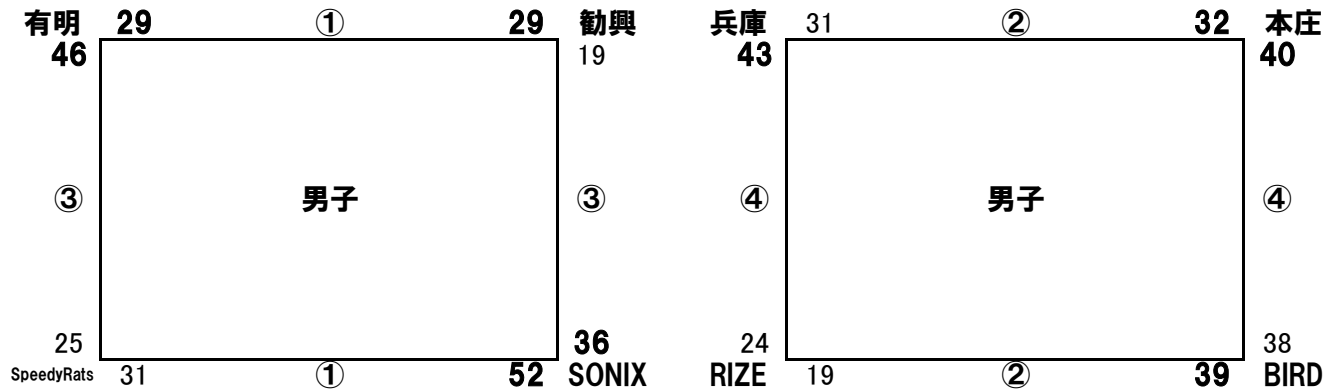 有明 29 ① 29 勧興 兵庫 31 ② 32 本庄
46 19 43 40
③ 男子 ③ ④ 男子 ④
25 36 24 38
SpeedyRats 31 ① 52 SONIX RIZE 19 ② 39 BIRD